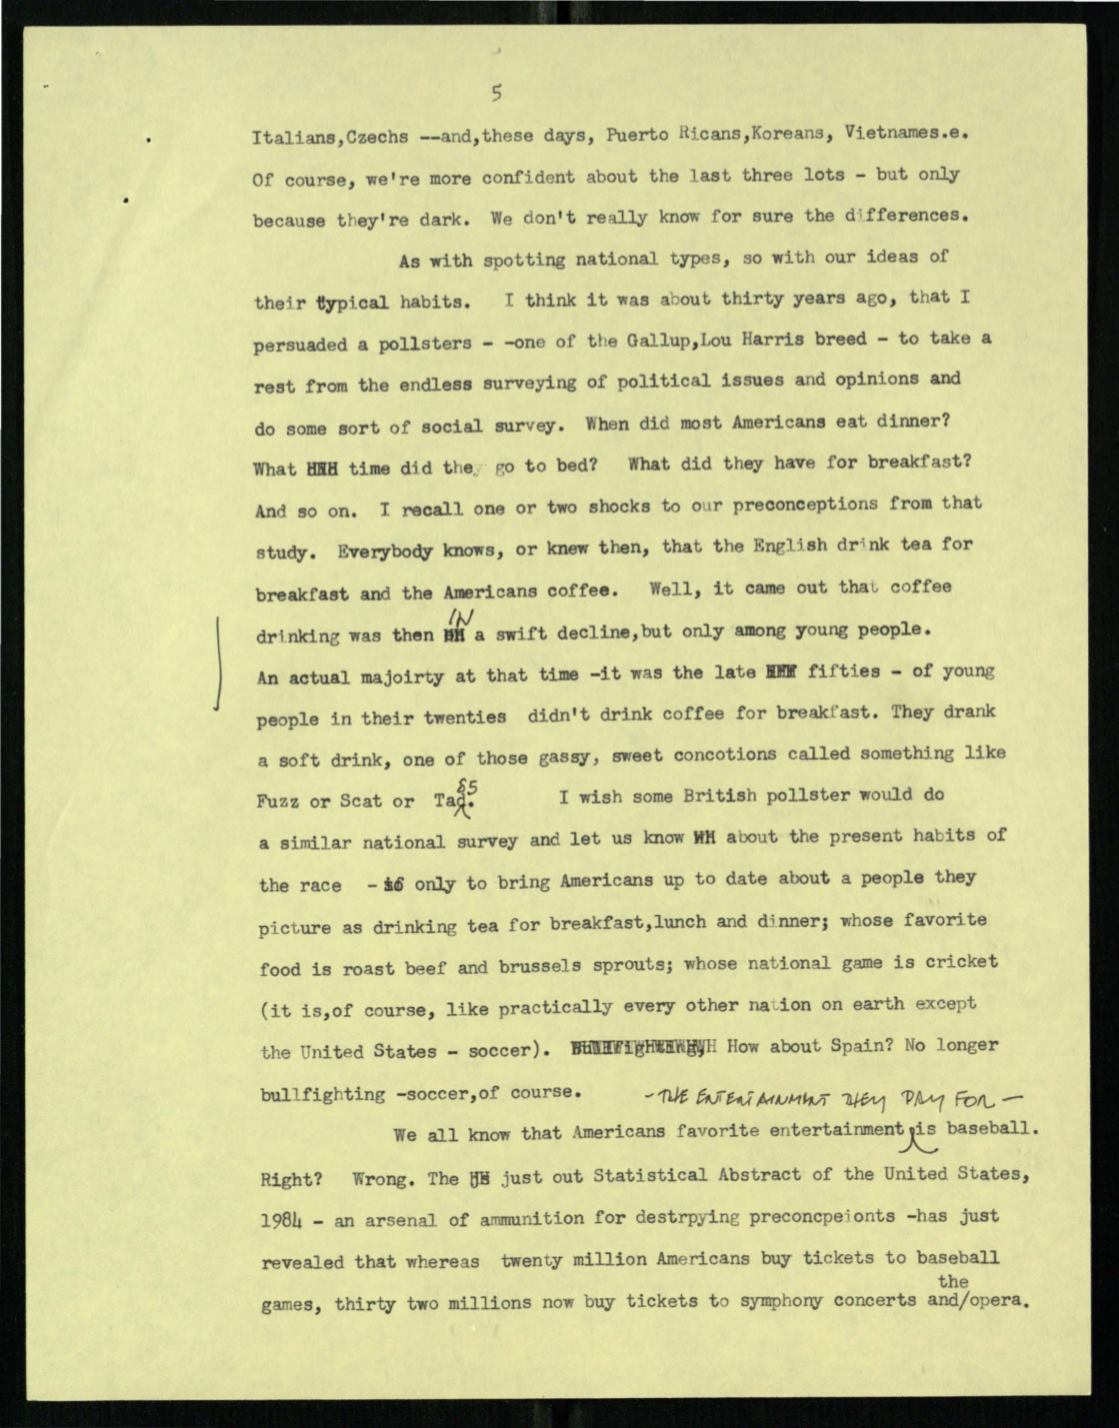 5
Italians,Czechs --and,these days, Puerto Ricans,Koreans, Vietnames.e.
Of course, we're more confident about the last three lots - but only
because they're dark. We don't really know for sure the differences.
As with spotting national types, so with our ideas of
their typical habits. I think it was about thirty years ago, that I
persuaded a pollsters - -one of the Gallup,Lou Harris breed - to take a
rest from the endless surveying of political issues and opinions and
do some sort of social survey. When did most Americans eat dinner?
What time did they go to bed? What did they have for breakfast?
And so on. I recall one or two shocks to our preconceptions from that
study. Everybody knows, or knew then, that the English drink tea for
breakfast and the Americans coffee. Well, it came out that coffee
IN
drinking was then a swift decline,but only among young people.
An actual majoirty at that time -it was the late fifties - of young
people in their twenties didn't drink coffee for breakfast. They drank
a soft drink, one of those gassy, sweet concotions called something like
Fuzz or Scat or I wish some British pollster would do
a similar national survey and let us know about the present habits of
the race - if only to bring Americans up to date about a people they
picture as drinking tea for breakfast,lunch and dinner; whose favorite
food is roast beef and brussels sprouts; whose national game is cricket
(it is,of course, like practically every other nation on earth except
the United States - soccer). How about Spain? No longer
bullfighting -soccer,of course.
- THE ENTERTAINMENT THEY PAY FOR -
We all know that Americans favorite entertainment is baseball.
Right? Wrong. The just out Statistical Abstract of the United States,
1984 - an arsenal of ammunition for destrpying preconcpeionts -has just
revealed that whereas twenty million Americans buy tickets to baseball
the
games, thirty two millions now buy tickets to symphony concerts and/opera.